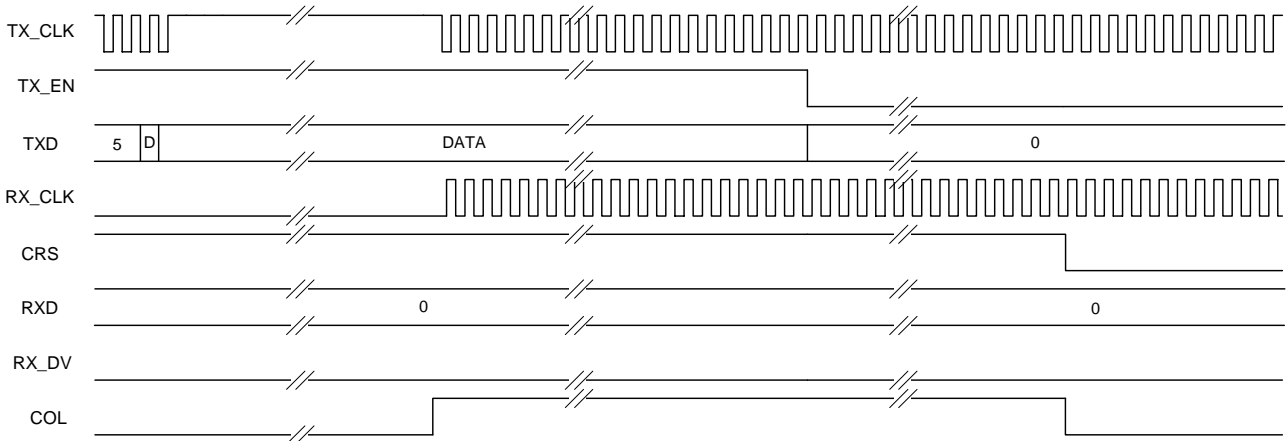 TX_CLK
TX_EN
TXD 5 D DATA 0
RX_CLK
CRS
RXD 0 0
RX_DV
COL